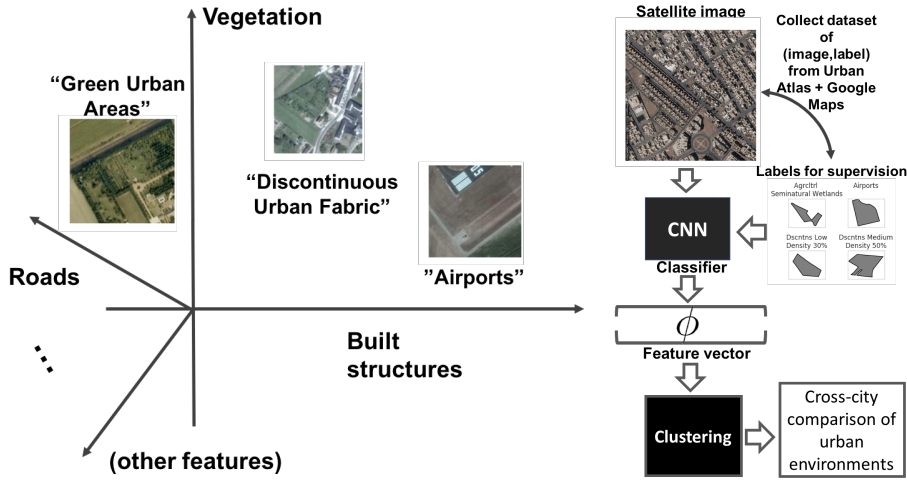 Vegetation
“Green Urban
Areas”
“Discontinuous
Urban Fabric”
”Airports”
Roads
Built
structures
(other features)
Satellite image
Collect dataset
of
(image,label)
from Urban
Atlas + Google
Maps
Labels for supervision
Agrcltrl
Seminatural Wetlands
Airports
Dscntns Low
Density 30%
Dscntns Medium
Density 50%
CNN
Classifier
ϕ
Feature vector
Clustering
Cross-city
comparison of
urban
environments